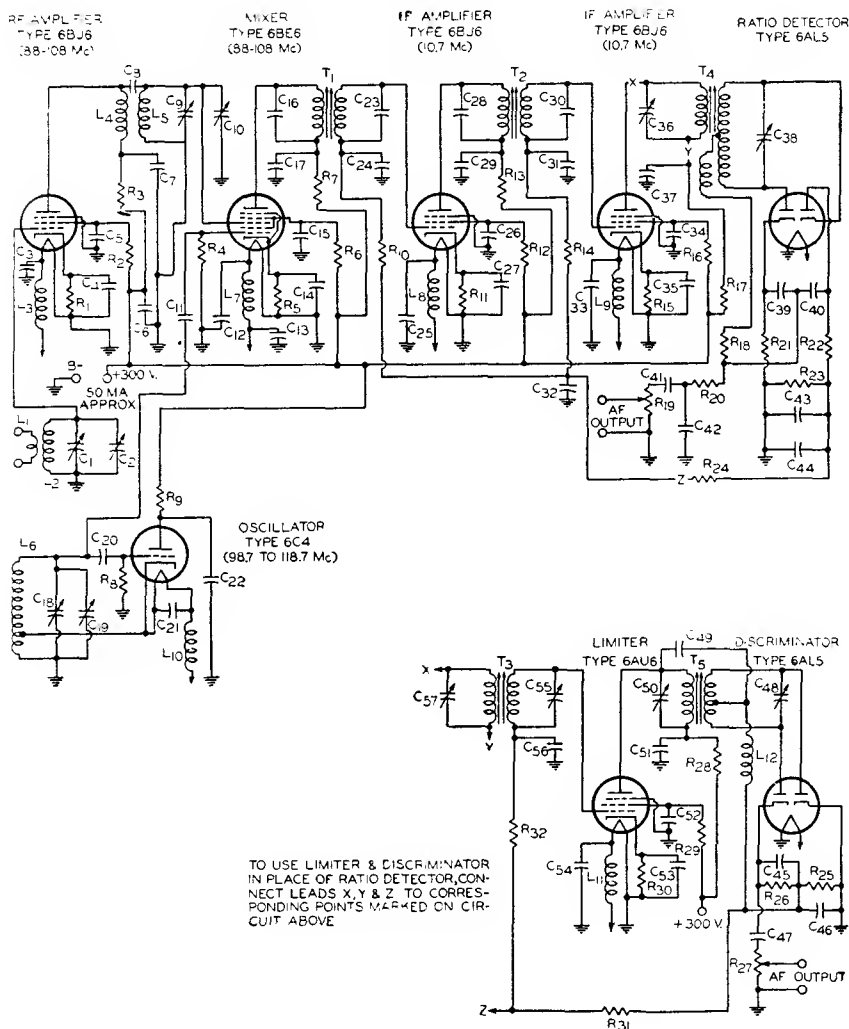 RF AMPLIFIER
TYPE 6BJ6
(88-108 Mc)
MIXER
TYPE 6BE6
(88-108 Mc)
IF AMPLIFIER
TYPE 6BJ6
(10.7 Mc)
IF AMPLIFIER
TYPE 6BJ6
(10.7 Mc)
RATIO DETECTOR
TYPE 6AL5
C8
L4
L5
C9
C10
C7
R3
T1
C16
C23
C17
R7
C24
T2
C28
C30
C29
R13
C31
X
T4
C36
Y
C37
C38
C3
L3
C5
R2
C4
R1
C6
C11
R4
C12
L7
C15
R5
C14
C13
R6
R10
C25
L8
C26
R11
C27
R12
R14
C33
L9
C34
R16
R15
C35
R17
R18
C39
C40
R21
R22
R23
C43
C44
B-
+300 V.
50 MA
APPROX
C32
C41
R19
R20
C42
AF
OUTPUT
Z
R24
L1
L2
C1
C2
R9
OSCILLATOR
TYPE 6C4
(98.7 TO 118.7 Mc)
L6
C20
R8
C18
C19
C21
L10
C22
LIMITER
TYPE 6AU6
C49
DISCRIMINATOR
TYPE 6AL5
X
C57
T3
Y
C55
C56
C50
T5
C48
C51
R28
L12
R32
C54
L11
C52
R29
C53
R30
+300 V.
C45
R26
R25
C46
C47
R27
AF OUTPUT
Z
R31
TO USE LIMITER & DISCRIMINATOR
IN PLACE OF RATIO DETECTOR, CON-
NECT LEADS X, Y & Z TO CORRES-
PONDING POINTS MARKED ON CIR-
CUIT ABOVE